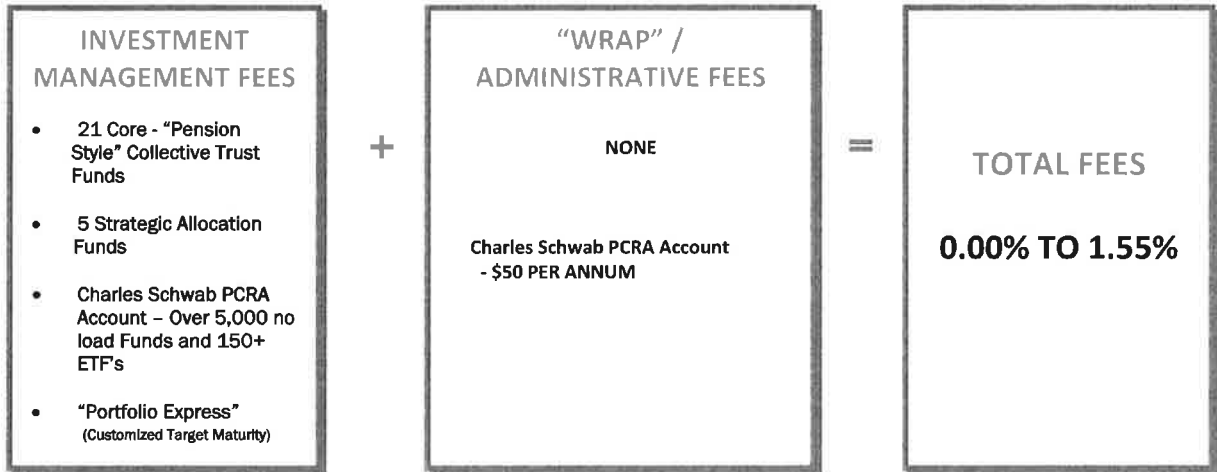 INVESTMENT
MANAGEMENT FEES
• 21 Core - "Pension
Style" Collective Trust
Funds
• 5 Strategic Allocation
Funds
• Charles Schwab PCRA
Account – Over 5,000 no
load Funds and 150+
ETF's
• "Portfolio Express"
(Customized Target Maturity)
+
"WRAP" /
ADMINISTRATIVE FEES
NONE
Charles Schwab PCRA Account
- $50 PER ANNUM
=
TOTAL FEES
0.00% TO 1.55%